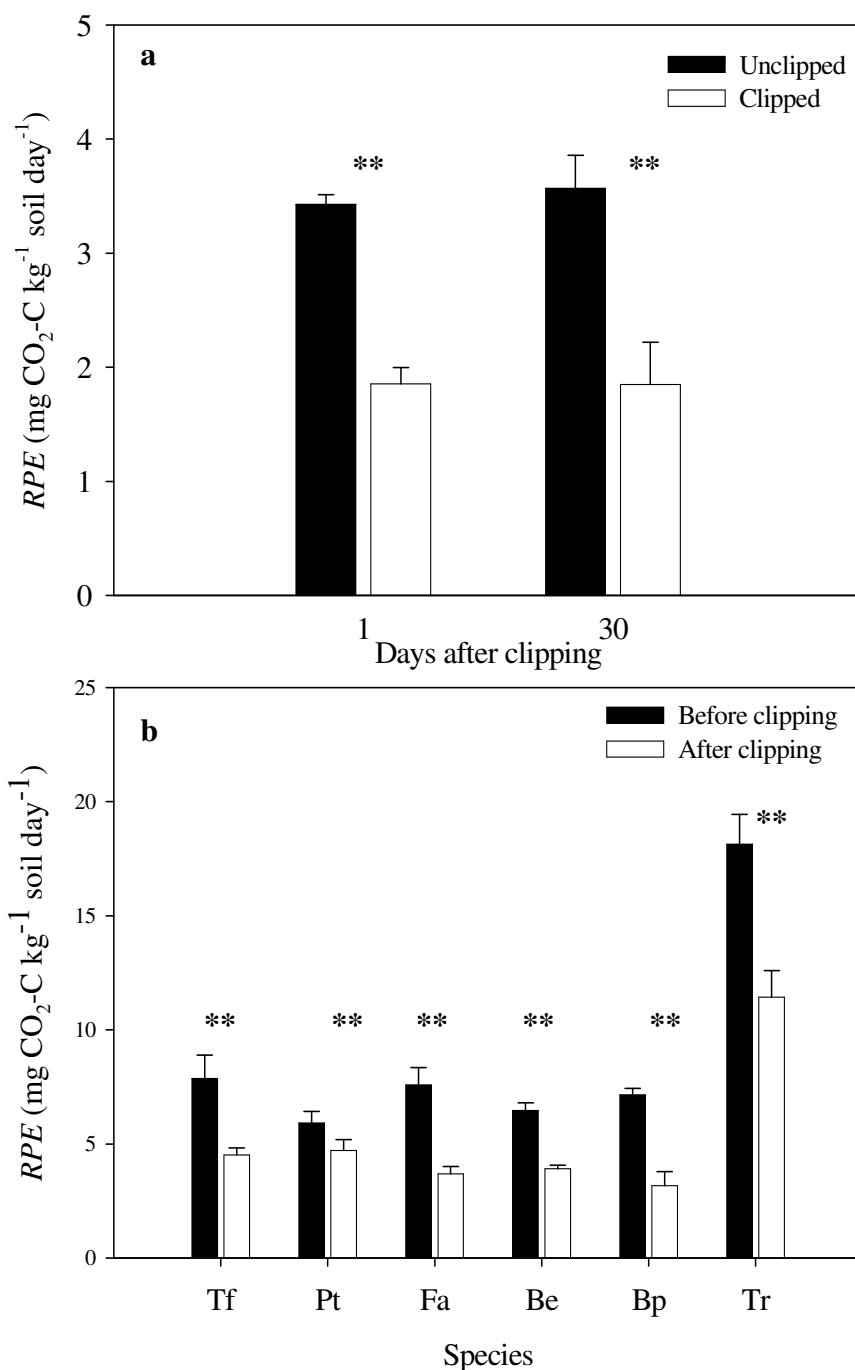 a
Unclipped
Clipped
5
4
3
2
1
0
** **
RPE (mg CO₂-C kg⁻¹ soil day⁻¹)
1 30
Days after clipping
b
Before clipping
After clipping
25
20
15
10
5
0
** ** ** ** ** **
RPE (mg CO₂-C kg⁻¹ soil day⁻¹)
Tf Pt Fa Be Bp Tr
Species